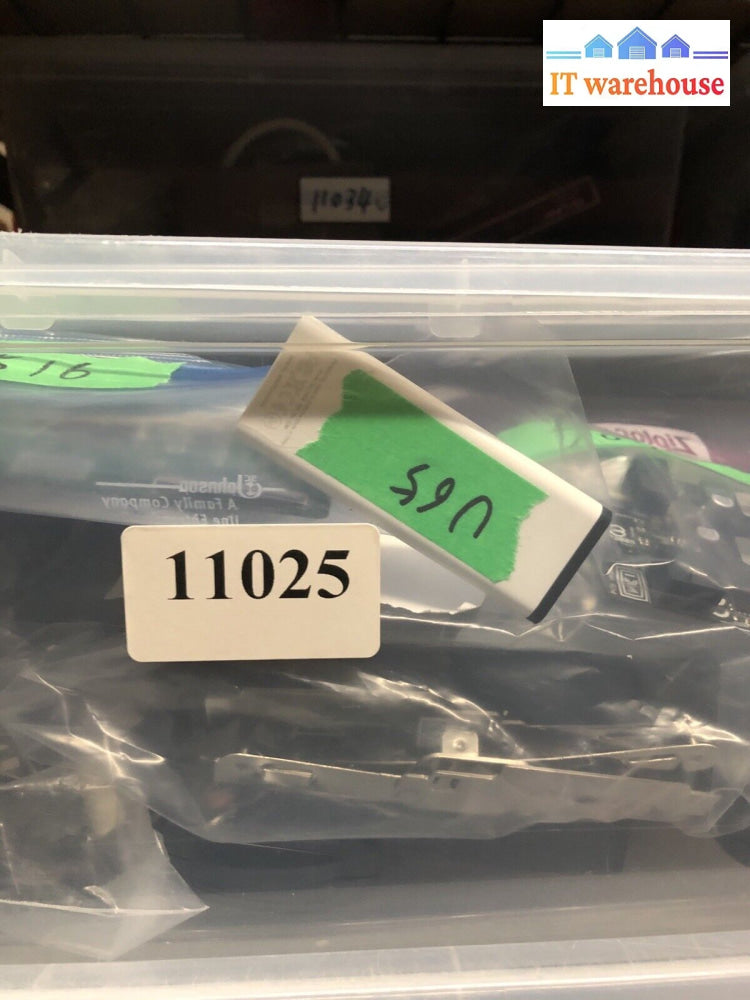 IT warehouse
11034
516
Ziploc
U65
Johnson
A Family Company
11025